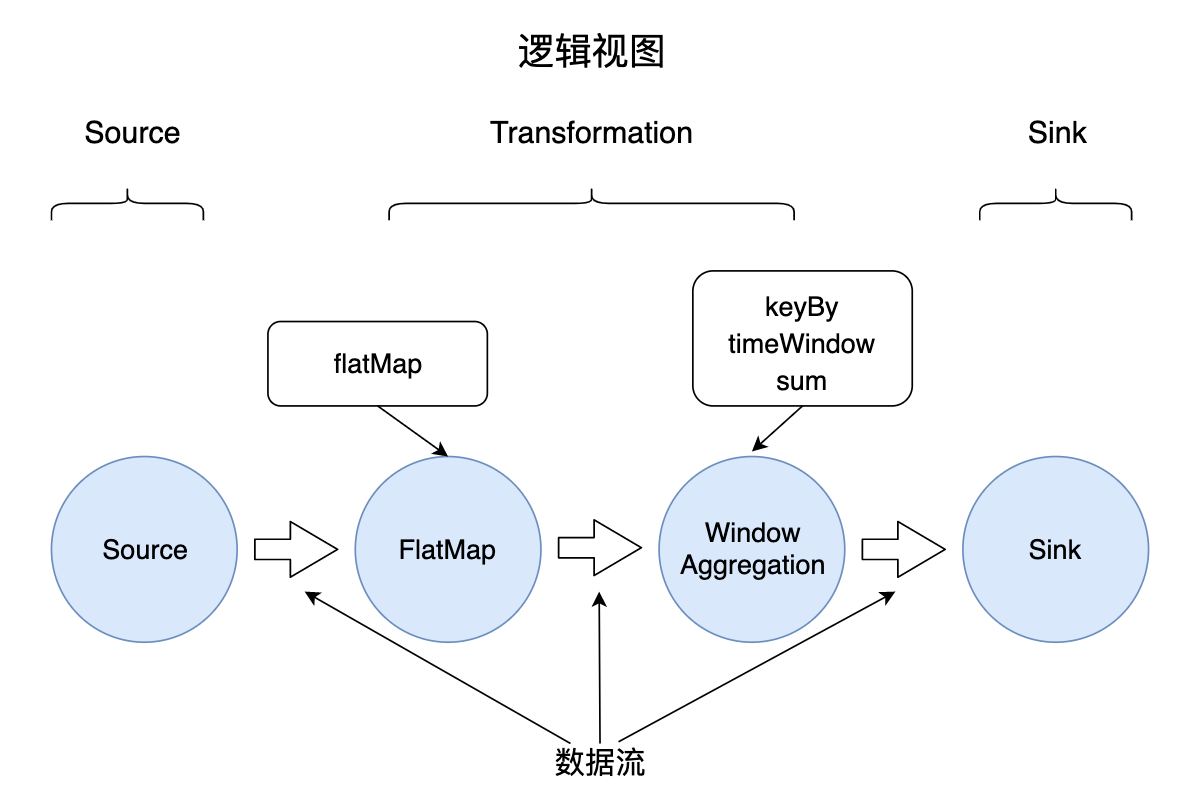 逻辑视图
Source
Transformation
Sink
flatMap
keyBy
timeWindow
sum
Source
FlatMap
Window
Aggregation
Sink
数据流